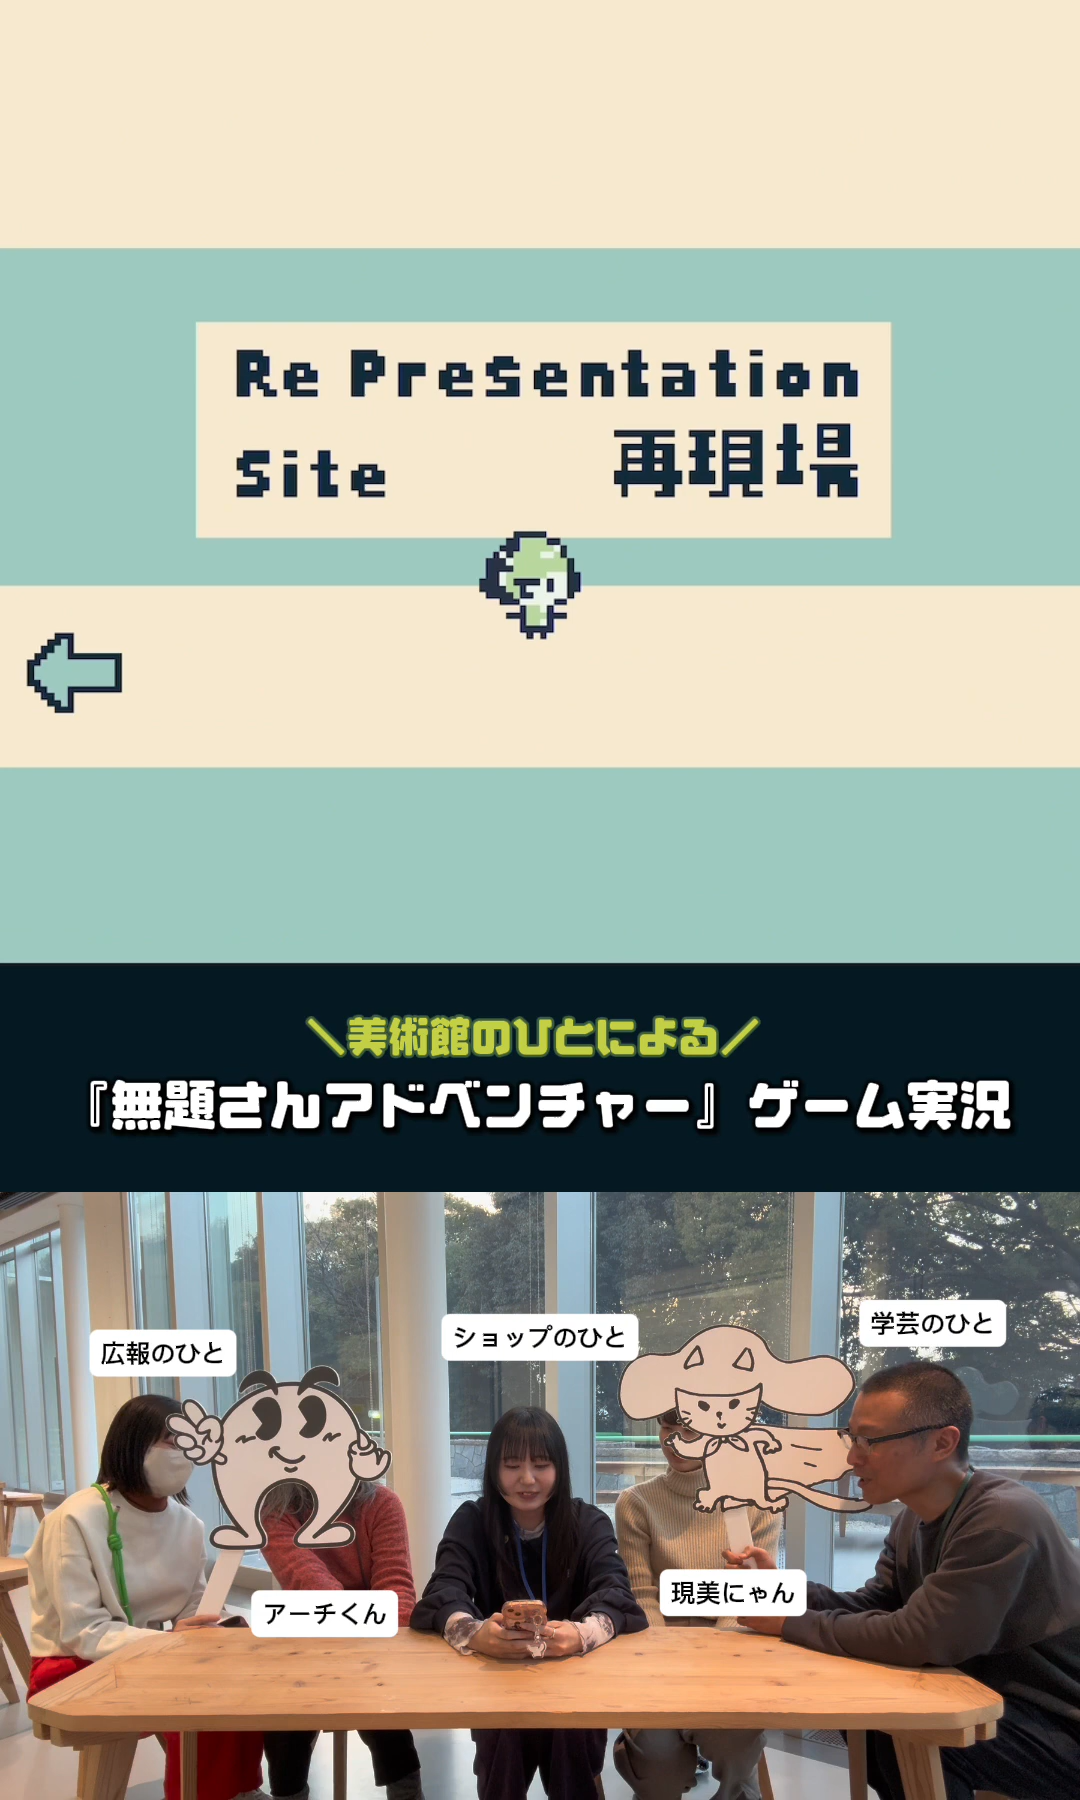 Re Presentation
Site 再現場
＼美術館のひとによる／
『無題さんアドベンチャー』ゲーム実況
広報のひと
ショップのひと
学芸のひと
アーチくん
現美にゃん